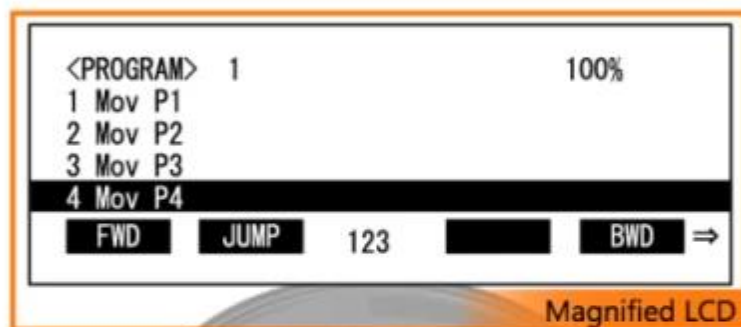 <PROGRAM> 1 100%
1 Mov P1
2 Mov P2
3 Mov P3
4 Mov P4
FWD JUMP 123 BWD ⇒
Magnified LCD